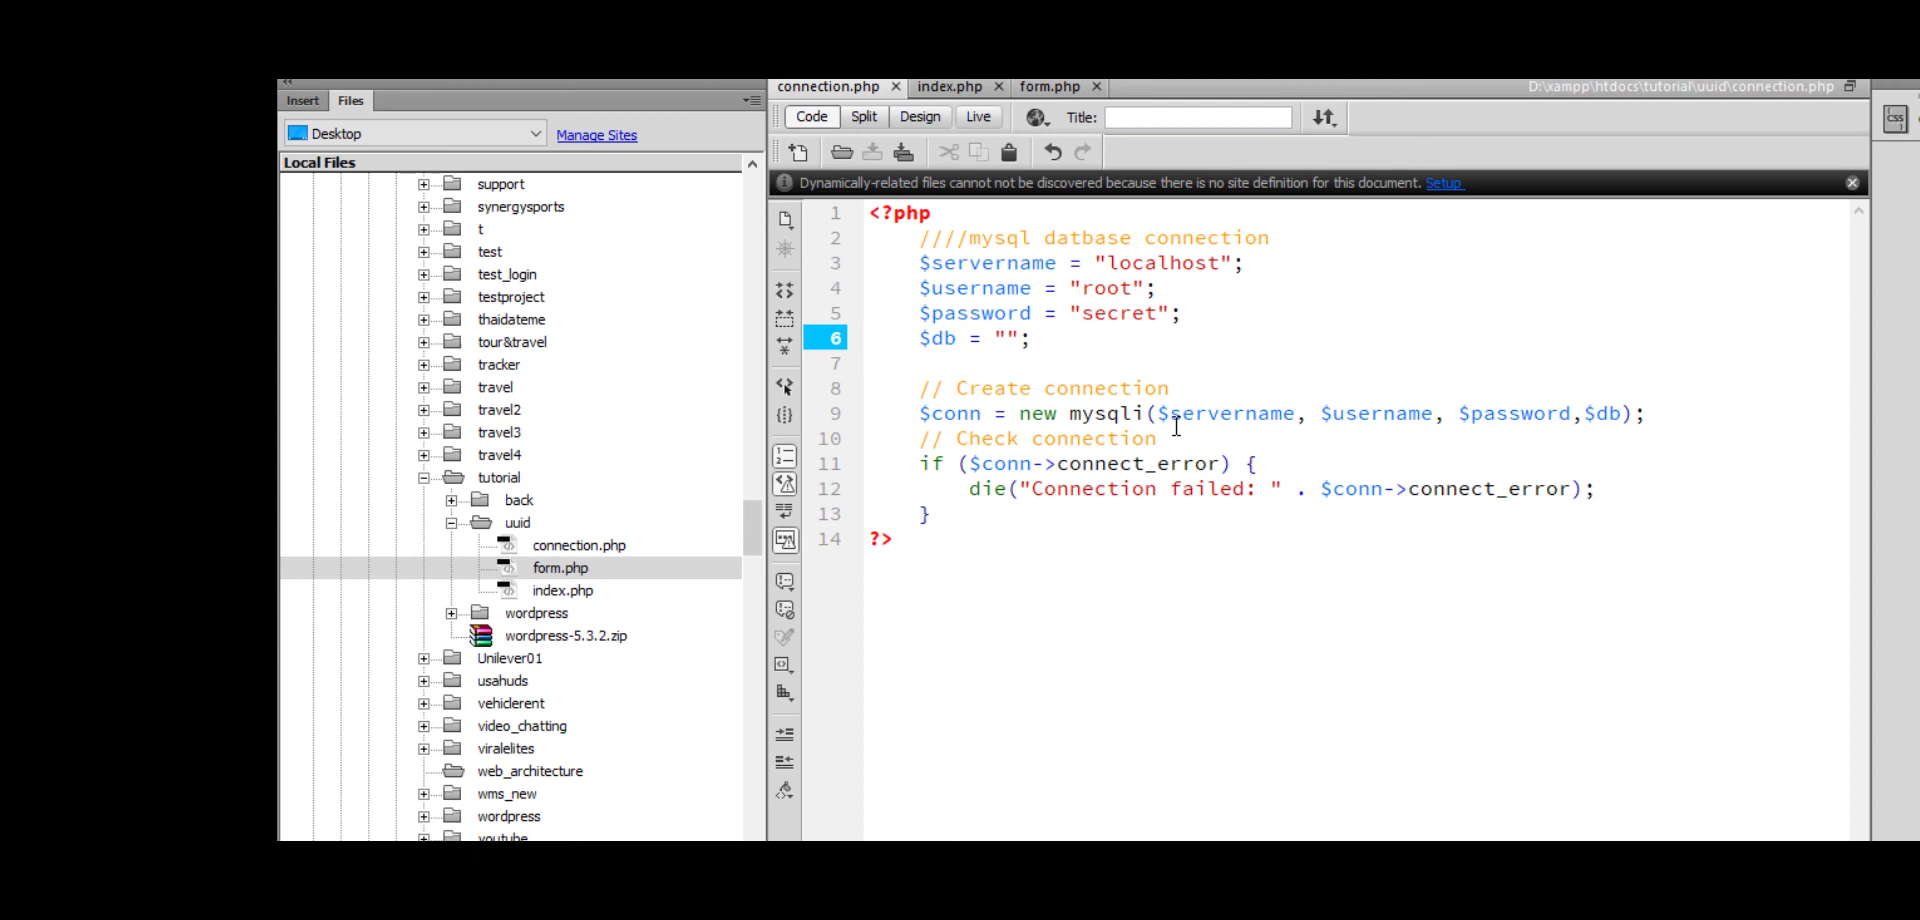 Insert Files
Desktop Manage Sites
Local Files
support
synergysports
t
test
test_login
testproject
thaidateme
tour&travel
tracker
travel
travel2
travel3
travel4
tutorial
back
uuid
connection.php
form.php
index.php
wordpress
wordpress-5.3.2.zip
Unilever01
usahuds
vehiclerent
video_chatting
viralelites
web_architecture
wms_new
wordpress
youtube
connection.php × index.php × form.php × D:\xampp\htdocs\tutorial\uuid\connection.php
Code Split Design Live Title:
Dynamically-related files cannot not be discovered because there is no site definition for this document. Setup
1 <?php
2 ////mysql datbase connection
3 $servername = "localhost";
4 $username = "root";
5 $password = "secret";
6 $db = "";
7
8 // Create connection
9 $conn = new mysqli($servername, $username, $password,$db);
10 // Check connection
11 if ($conn->connect_error) {
12 die("Connection failed: " . $conn->connect_error);
13 }
14 ?>
CSS